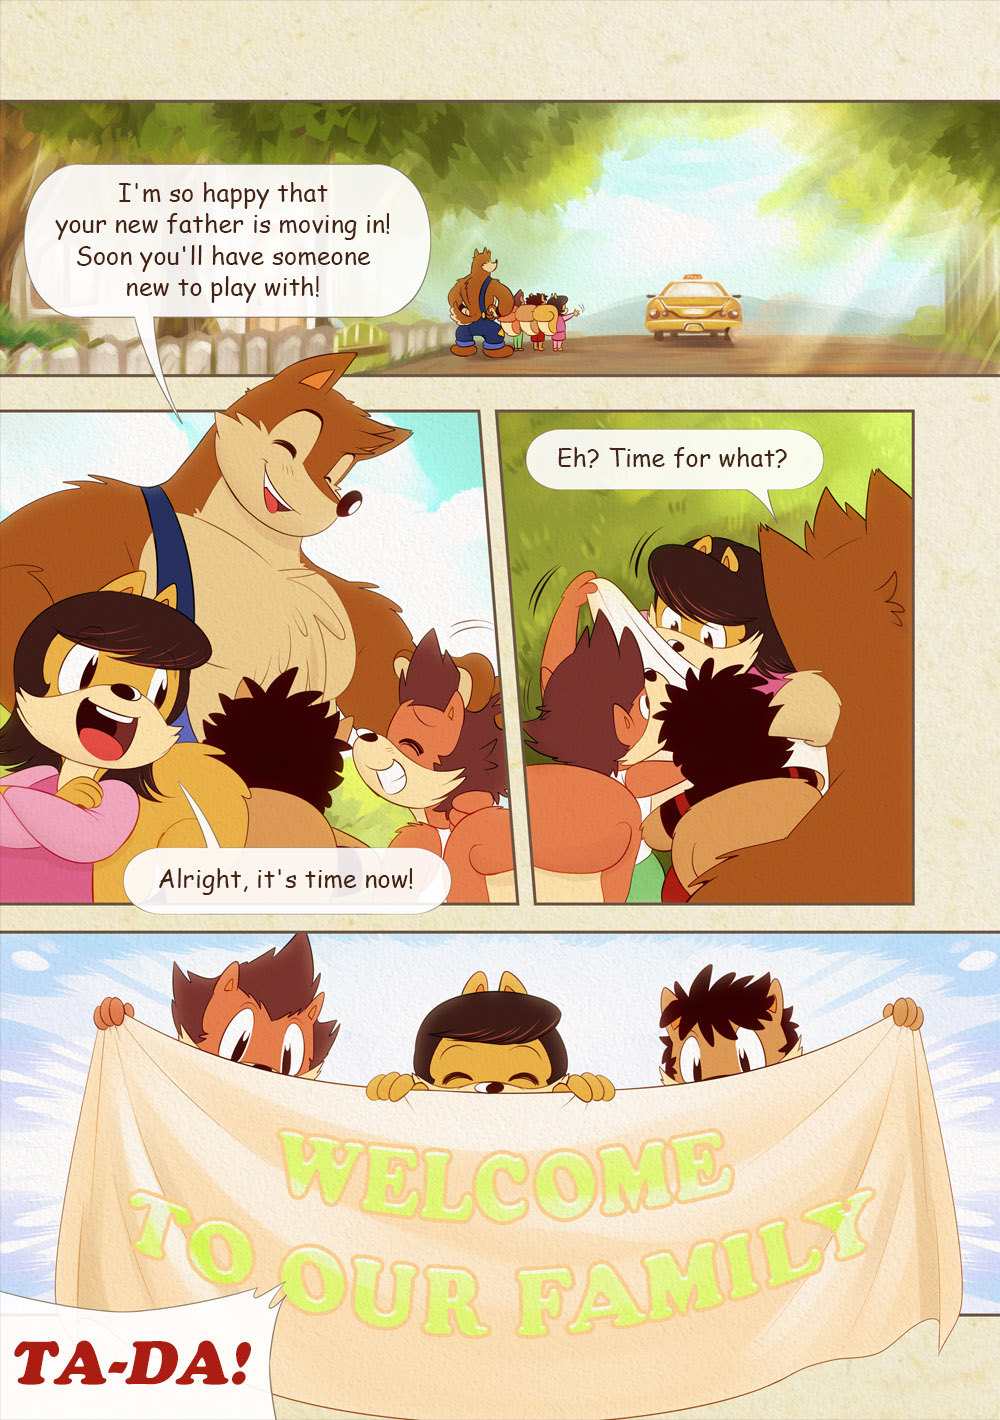 I'm so happy that
your new father is moving in!
Soon you'll have someone
new to play with!
Alright, it's time now!
Eh? Time for what?
WELCOME
TO OUR FAMILY
TA-DA!